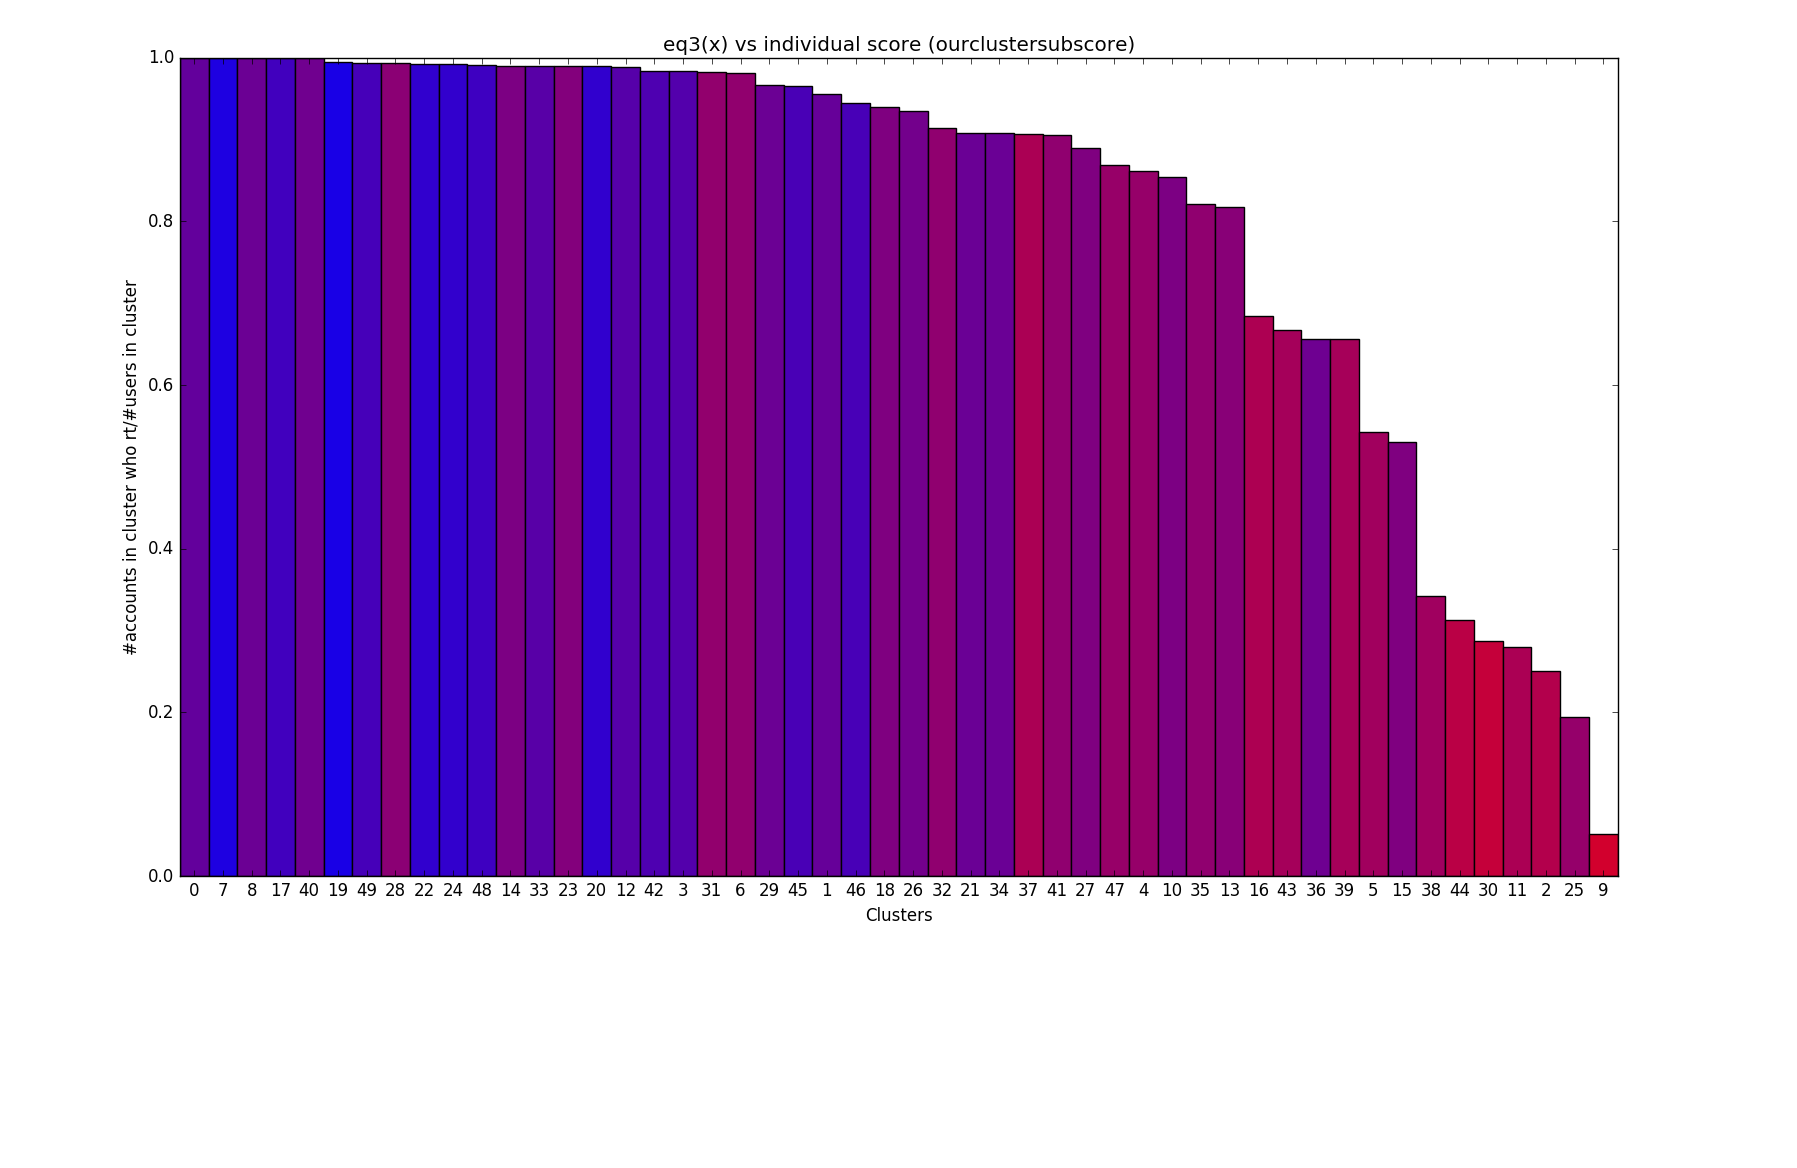 eq3(x) vs individual score (ourclustersubscore)
1.0
0.8
0.6
0.4
0.2
0.0
#accounts in cluster who rt/#users in cluster
0 7 8 17 40 19 49 28 22 24 48 14 33 23 20 12 42 3 31 6 29 45 1 46 18 26 32 21 34 37 41 27 47 4 10 35 13 16 43 36 39 5 15 38 44 30 11 2 25 9
Clusters